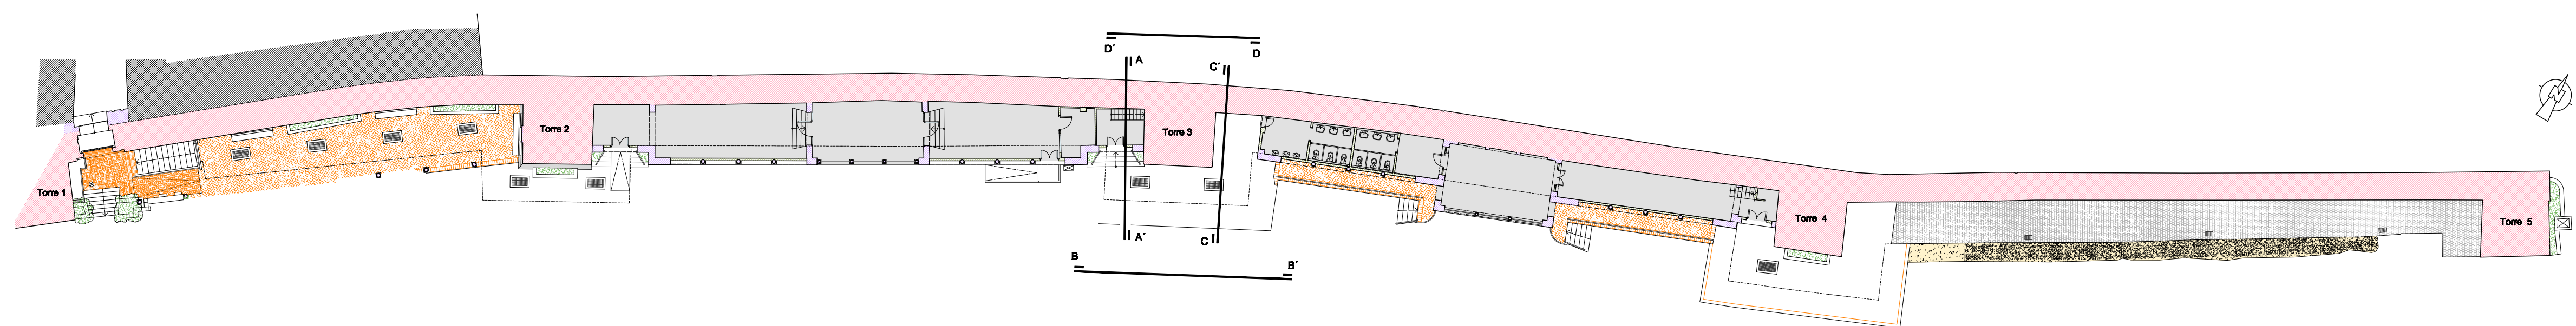 D´
D
A
C´
Torre 1
Torre 2
Torre 3
Torre 4
Torre 5
A´
C
B
B´